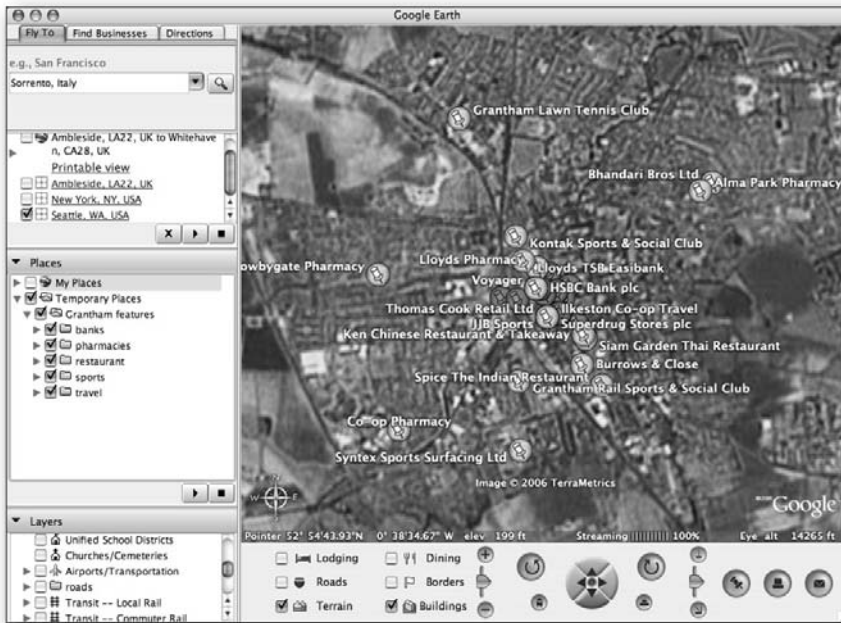 Google Earth
Fly To
Find Businesses
Directions
e.g., San Francisco
Sorrento, Italy
Ambleside, LA22, UK to Whitehave
n, CA28, UK
Printable view
Ambleside, LA22, UK
New York, NY, USA
Seattle, WA, USA
X
Places
My Places
Temporary Places
Grantham features
banks
pharmacies
restaurant
sports
travel
Layers
Unified School Districts
Churches/Cemeteries
Airports/Transportation
roads
Transit -- Local Rail
Transit -- Commuter Rail
Grantham Lawn Tennis Club
Bhandari Bros Ltd
Alma Park Pharmacy
Kontak Sports & Social Club
Lloyds Pharmacy
Lloyds TSB Easibank
owbygate Pharmacy
Voyager
HSBC Bank plc
Thomas Cook Retail Ltd
Ilkeston Co-op Travel
JJB Sports
Superdrug Stores plc
Ken Chinese Restaurant & Takeaway
Siam Garden Thai Restaurant
Burrows & Close
Spice The Indian Restaurant
Grantham Rail Sports & Social Club
Co-op Pharmacy
Syntex Sports Surfacing Ltd
N
W
E
S
Image © 2006 TerraMetrics
Google
Pointer 52° 54'43.93"N 0° 38'34.67" W elev 199 ft Streaming 100% Eye alt 14265 ft
Lodging
Dining
Roads
Borders
Terrain
Buildings